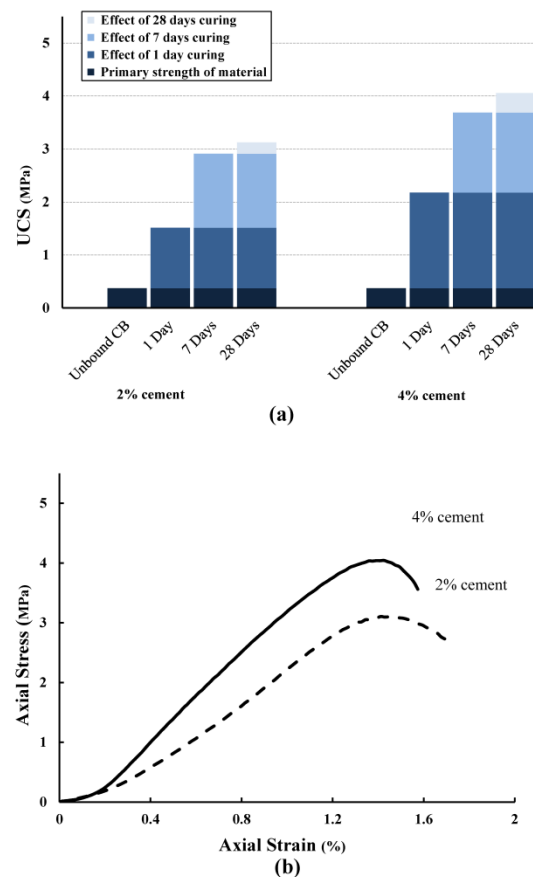 Effect of 28 days curing
Effect of 7 days curing
Effect of 1 day curing
Primary strength of material
UCS (MPa)
5
4
3
2
1
0
Unbound CB
1 Day
7 Days
28 Days
Unbound CB
1 Day
7 Days
28 Days
2% cement
4% cement
(a)
Axial Stress (MPa)
5
4
3
2
1
0
4% cement
2% cement
0 0.4 0.8 1.2 1.6 2
Axial Strain (%)
(b)